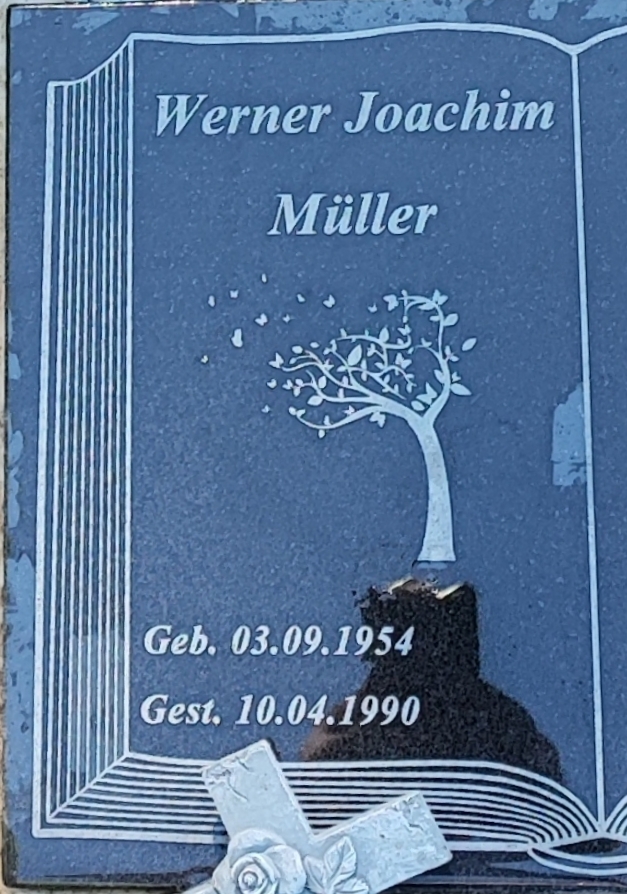 Werner Joachim
Müller
Geb. 03.09.1954
Gest. 10.04.1990